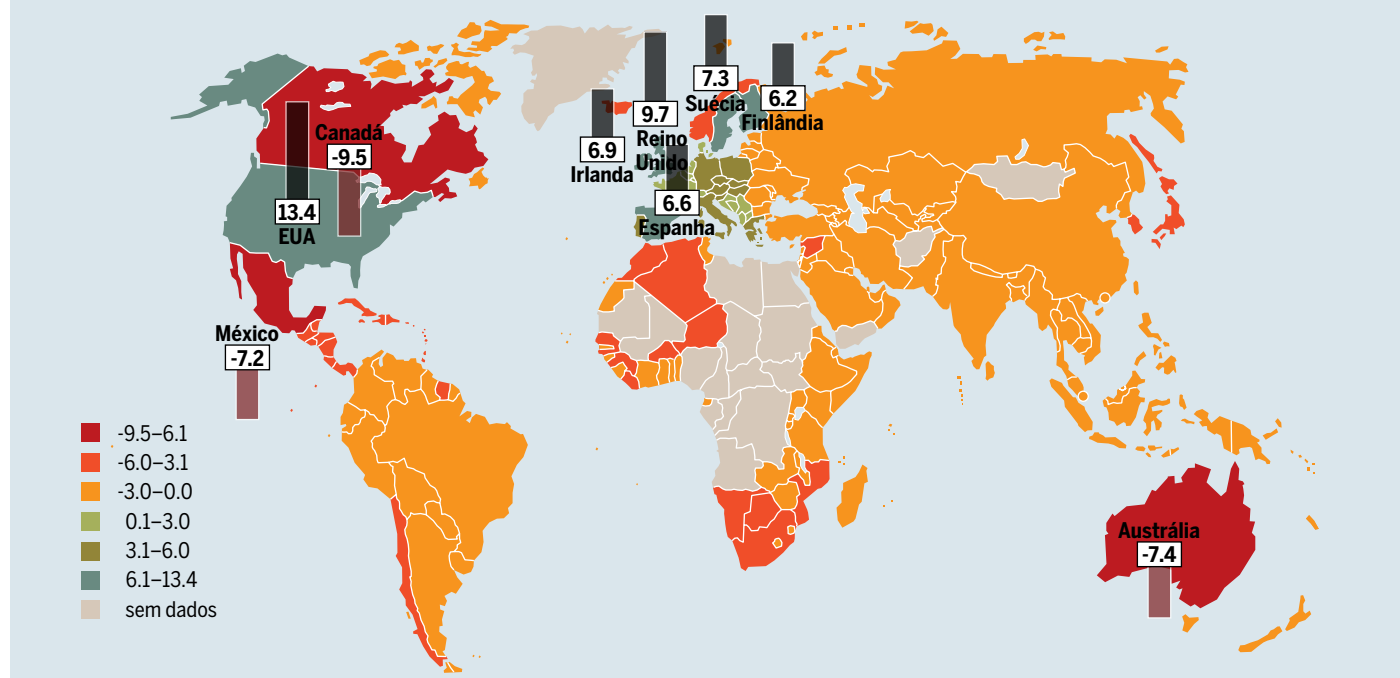 7.3
Suécia
6.2
Finlândia
9.7
Reino
Unido
6.9
Irlanda
Canadá
-9.5
13.4
EUA
6.6
Espanha
México
-7.2
Austrália
-7.4
-9.5–6.1
-6.0–3.1
-3.0–0.0
0.1–3.0
3.1–6.0
6.1–13.4
sem dados